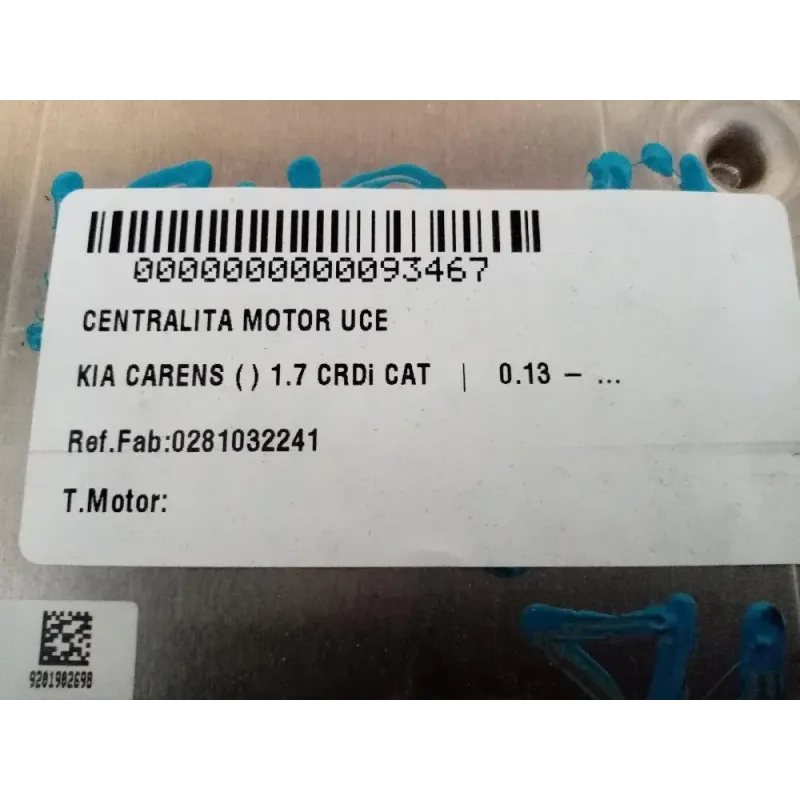 0000000000093467
CENTRALITA MOTOR UCE
KIA CARENS ( ) 1.7 CRDi CAT | 0.13 – ...
Ref.Fab:0281032241
T.Motor:
9201902698